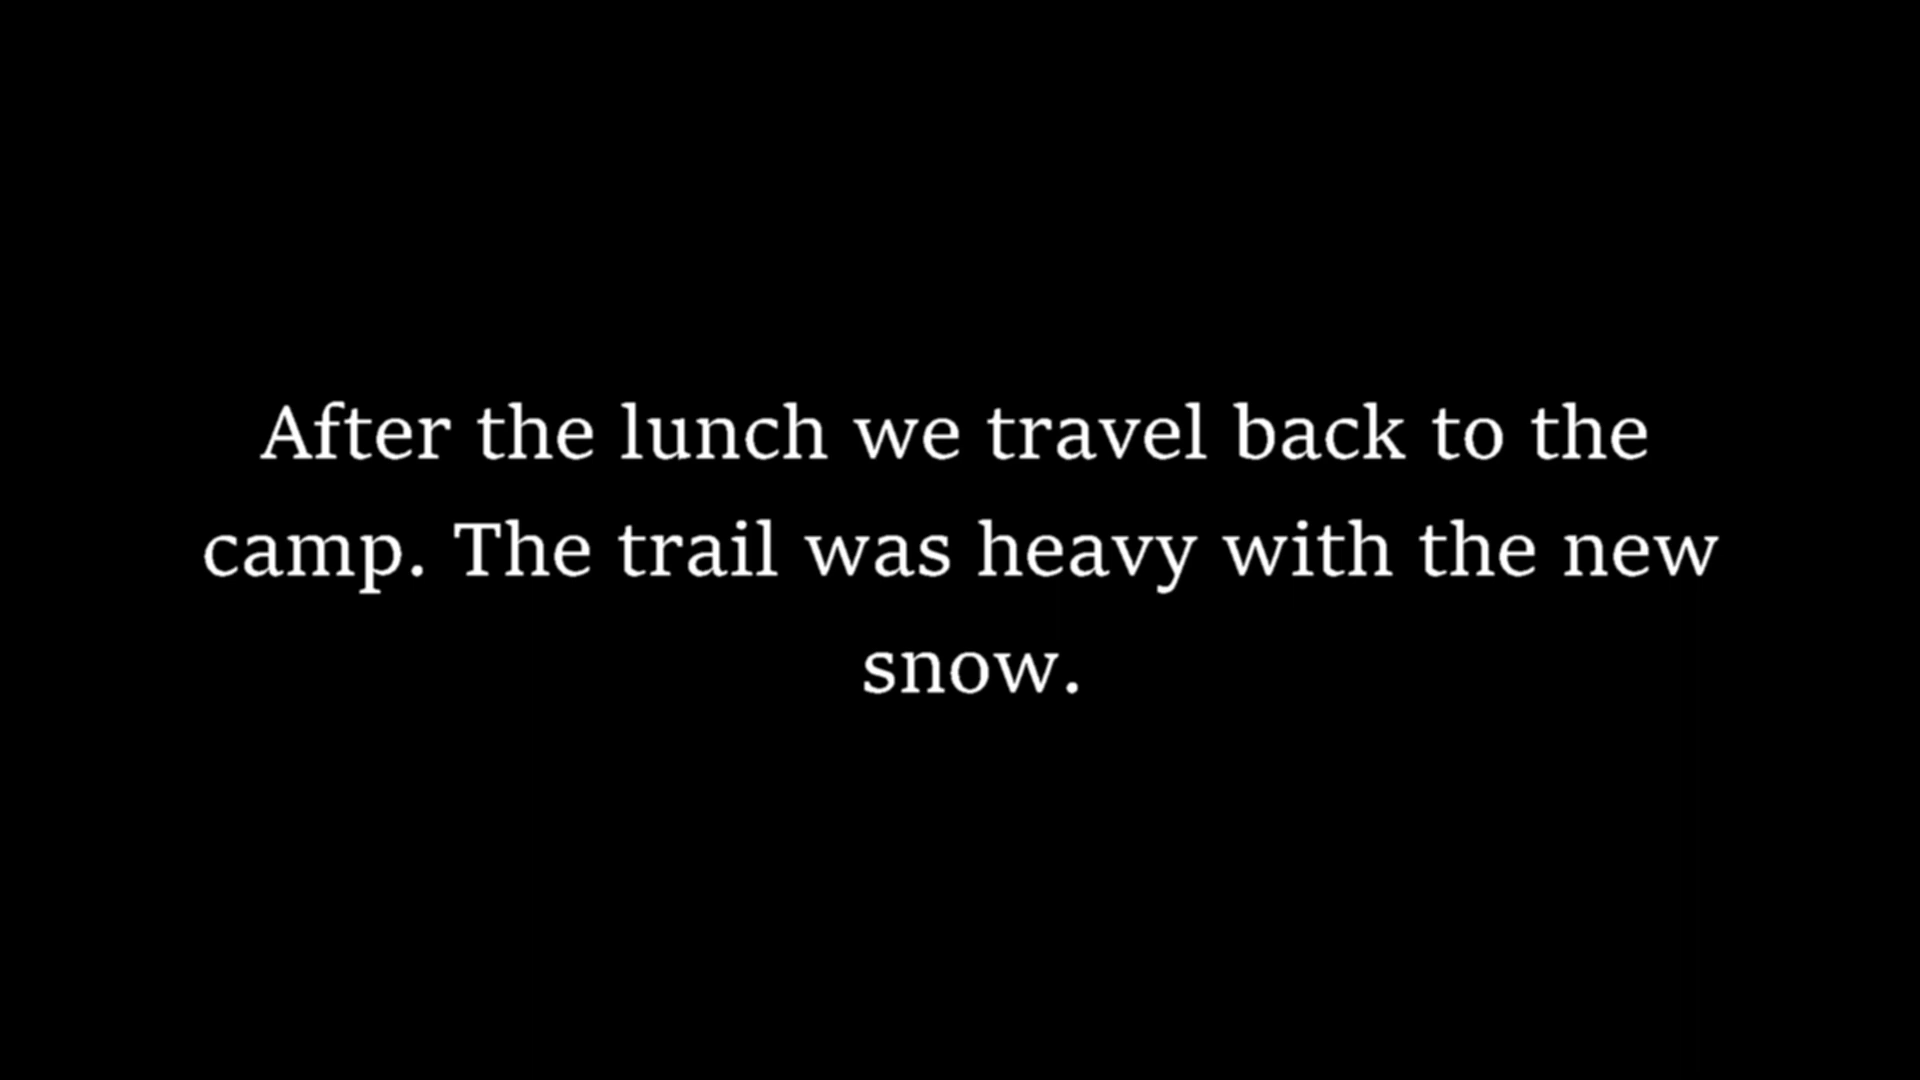 After the lunch we travel back to the
camp. The trail was heavy with the new
snow.